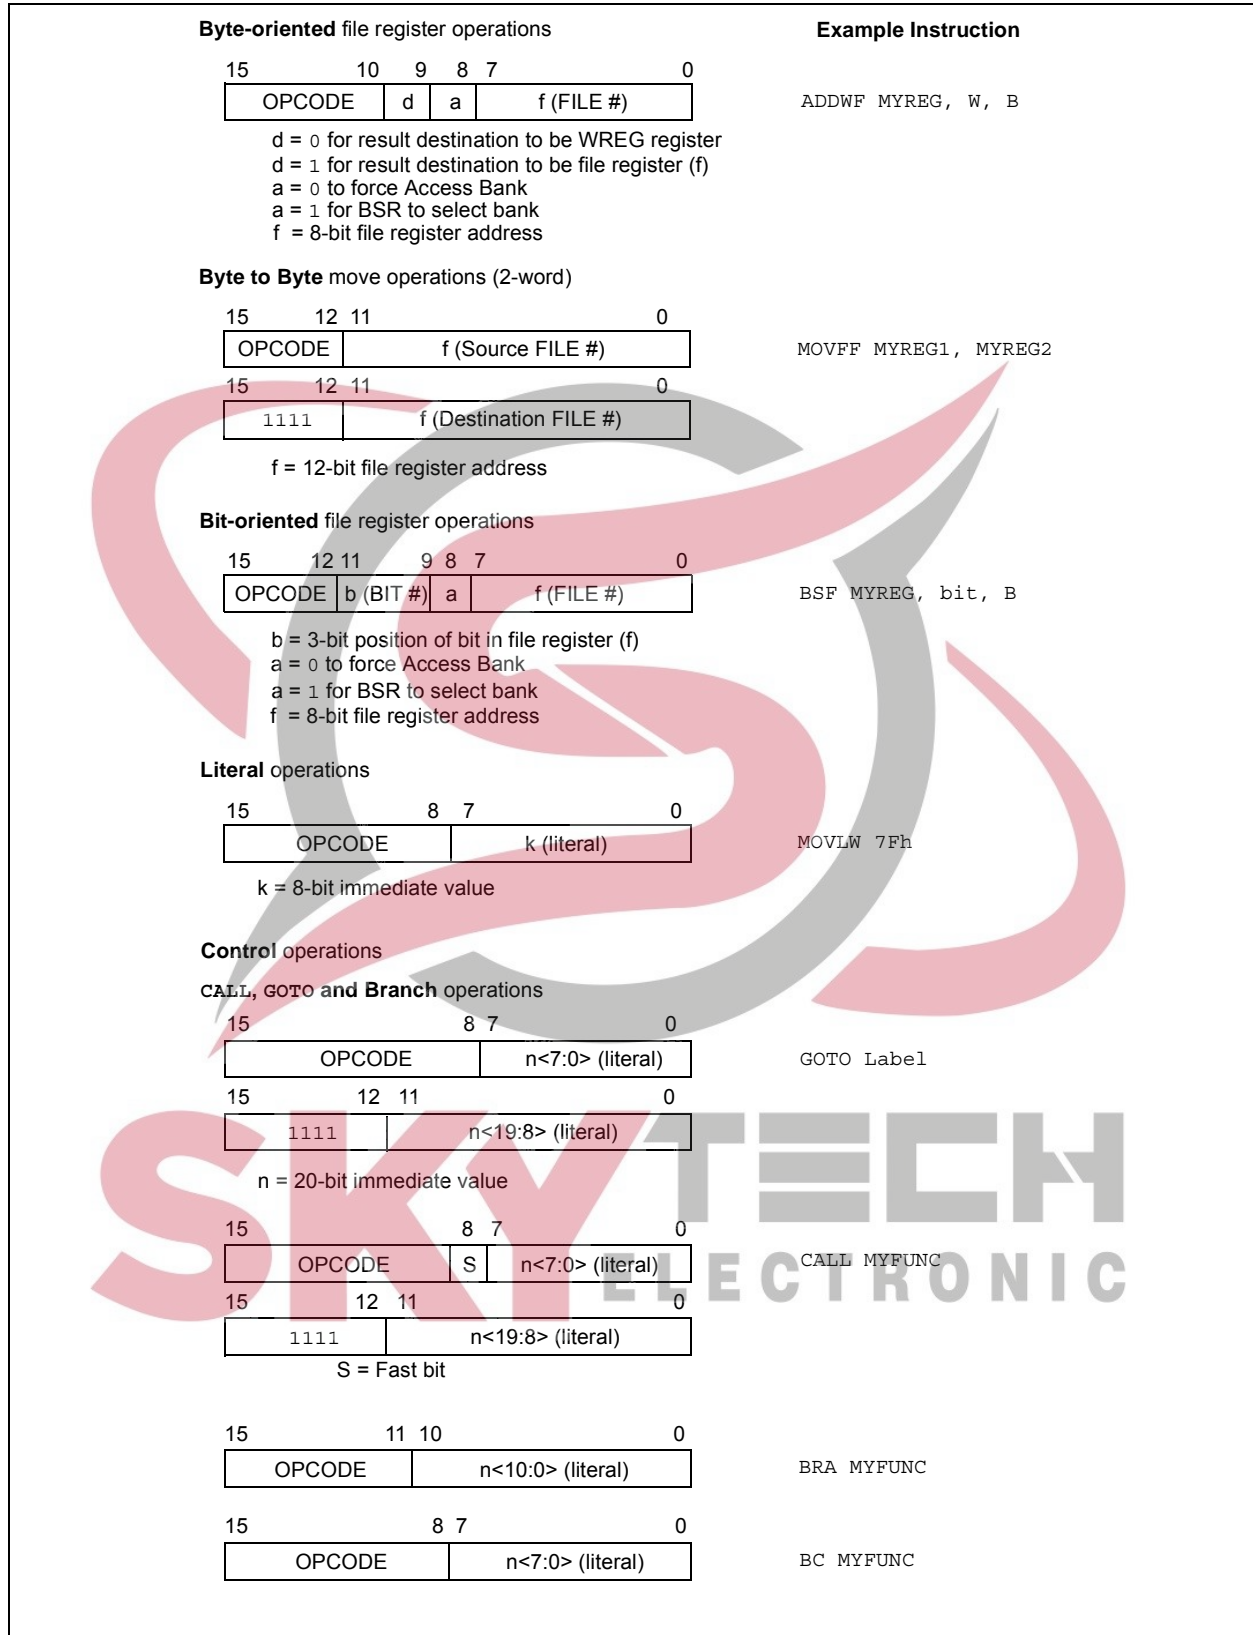 Byte-oriented file register operations Example Instruction
15 10 9 8 7 0
OPCODE d a f (FILE #) ADDWF MYREG, W, B
d = 0 for result destination to be WREG register
d = 1 for result destination to be file register (f)
a = 0 to force Access Bank
a = 1 for BSR to select bank
f = 8-bit file register address
Byte to Byte move operations (2-word)
15 12 11 0
OPCODE f (Source FILE #) MOVFF MYREG1, MYREG2
15 12 11 0
1111 f (Destination FILE #)
f = 12-bit file register address
Bit-oriented file register operations
15 12 11 9 8 7 0
OPCODE b (BIT #) a f (FILE #) BSF MYREG, bit, B
b = 3-bit position of bit in file register (f)
a = 0 to force Access Bank
a = 1 for BSR to select bank
f = 8-bit file register address
Literal operations
15 8 7 0
OPCODE k (literal) MOVLW 7Fh
k = 8-bit immediate value
Control operations
CALL, GOTO and Branch operations
15 8 7 0
OPCODE n<7:0> (literal) GOTO Label
15 12 11 0
1111 n<19:8> (literal)
n = 20-bit immediate value
SKYTECH
15 8 7 0
OPCODE S n<7:0> (literal) CALL MYFUNC
ELECTRONIC
15 12 11 0
1111 n<19:8> (literal)
S = Fast bit
15 11 10 0
OPCODE n<10:0> (literal) BRA MYFUNC
15 8 7 0
OPCODE n<7:0> (literal) BC MYFUNC